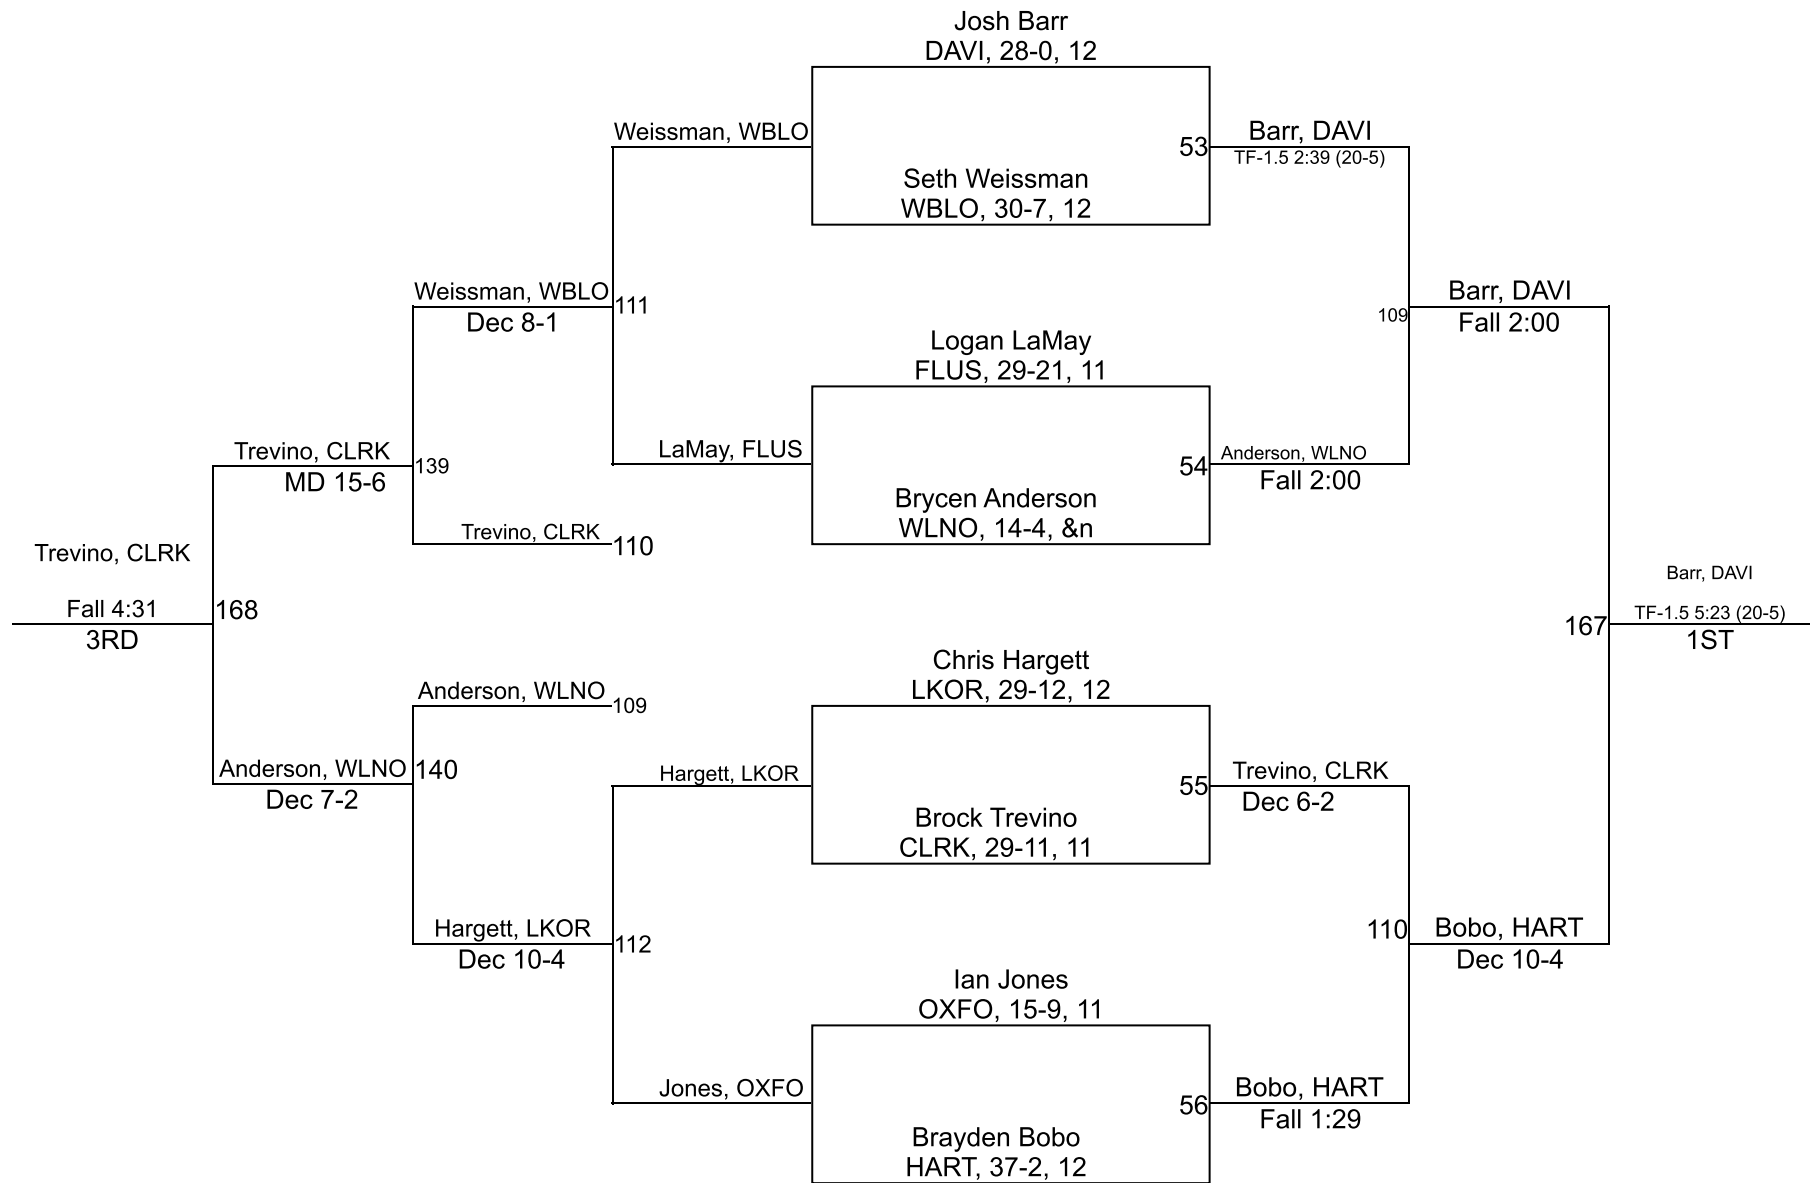 Josh Barr
DAVI, 28-0, 12
Weissman, WBLO
53
Barr, DAVI
TF-1.5 2:39 (20-5)
Seth Weissman
WBLO, 30-7, 12
Weissman, WBLO
111
Dec 8-1
Barr, DAVI
109
Fall 2:00
Logan LaMay
FLUS, 29-21, 11
Trevino, CLRK
139
MD 15-6
LaMay, FLUS
54
Anderson, WLNO
Fall 2:00
Brycen Anderson
WLNO, 14-4, &n
Trevino, CLRK
110
Trevino, CLRK
Fall 4:31
168
3RD
Barr, DAVI
TF-1.5 5:23 (20-5)
167
1ST
Chris Hargett
LKOR, 29-12, 12
Anderson, WLNO
109
Anderson, WLNO
140
Dec 7-2
Hargett, LKOR
55
Trevino, CLRK
Dec 6-2
Brock Trevino
CLRK, 29-11, 11
Hargett, LKOR
112
Dec 10-4
110
Bobo, HART
Dec 10-4
Ian Jones
OXFO, 15-9, 11
Jones, OXFO
56
Bobo, HART
Fall 1:29
Brayden Bobo
HART, 37-2, 12